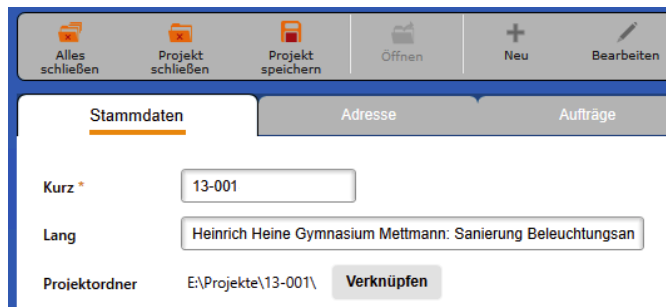 Alles schließen
Projekt schließen
Projekt speichern
Öffnen
Neu
Bearbeiten
Stammdaten
Adresse
Aufträge
Kurz * 13-001
Lang Heinrich Heine Gymnasium Mettmann: Sanierung Beleuchtungsan
Projektordner E:\Projekte\13-001\ Verknüpfen